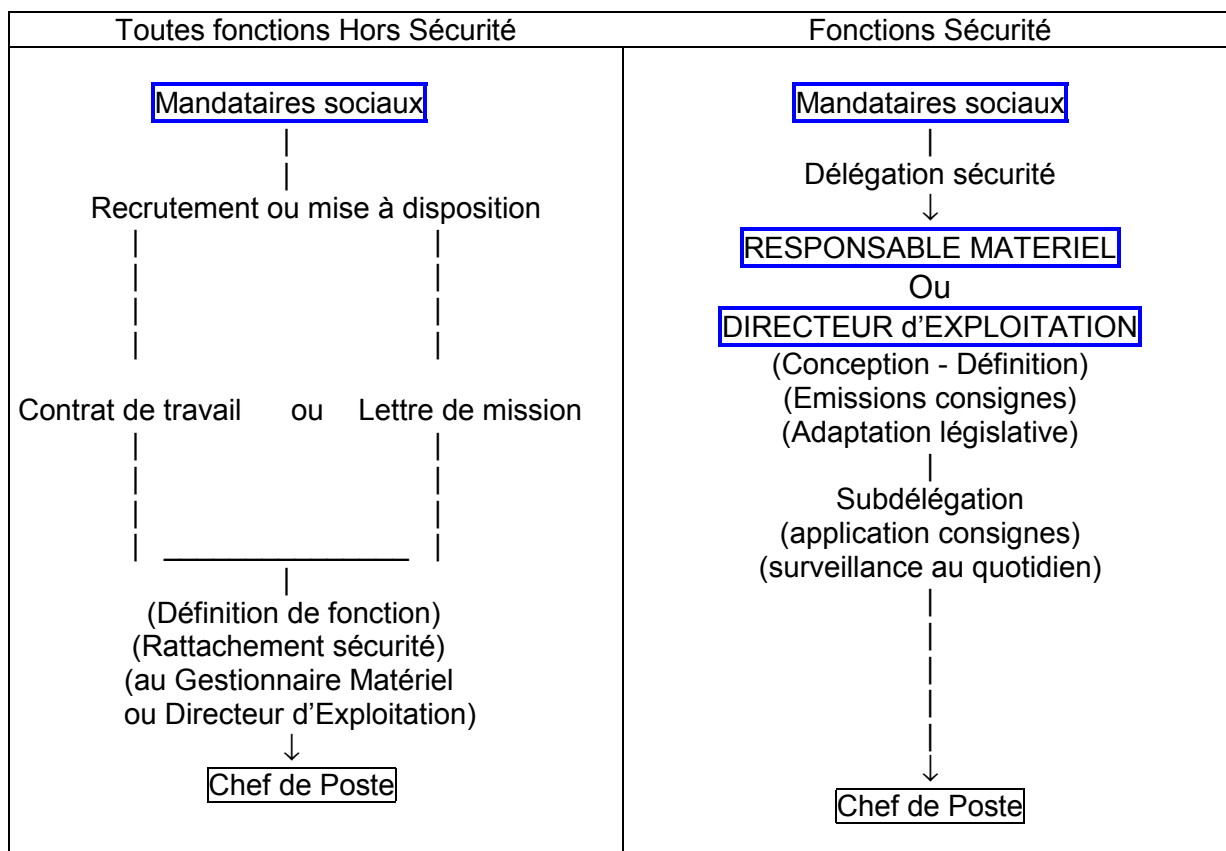 Toutes fonctions Hors Sécurité
Mandataires sociaux
Recrutement ou mise à disposition
Contrat de travail ou Lettre de mission
(Définition de fonction)
(Rattachement sécurité)
(au Gestionnaire Matériel
ou Directeur d'Exploitation)
Chef de Poste
Fonctions Sécurité
Mandataires sociaux
Délégation sécurité
RESPONSABLE MATERIEL
Ou
DIRECTEUR d'EXPLOITATION
(Conception - Définition)
(Emissions consignes)
(Adaptation législative)
Subdélégation
(application consignes)
(surveillance au quotidien)
Chef de Poste